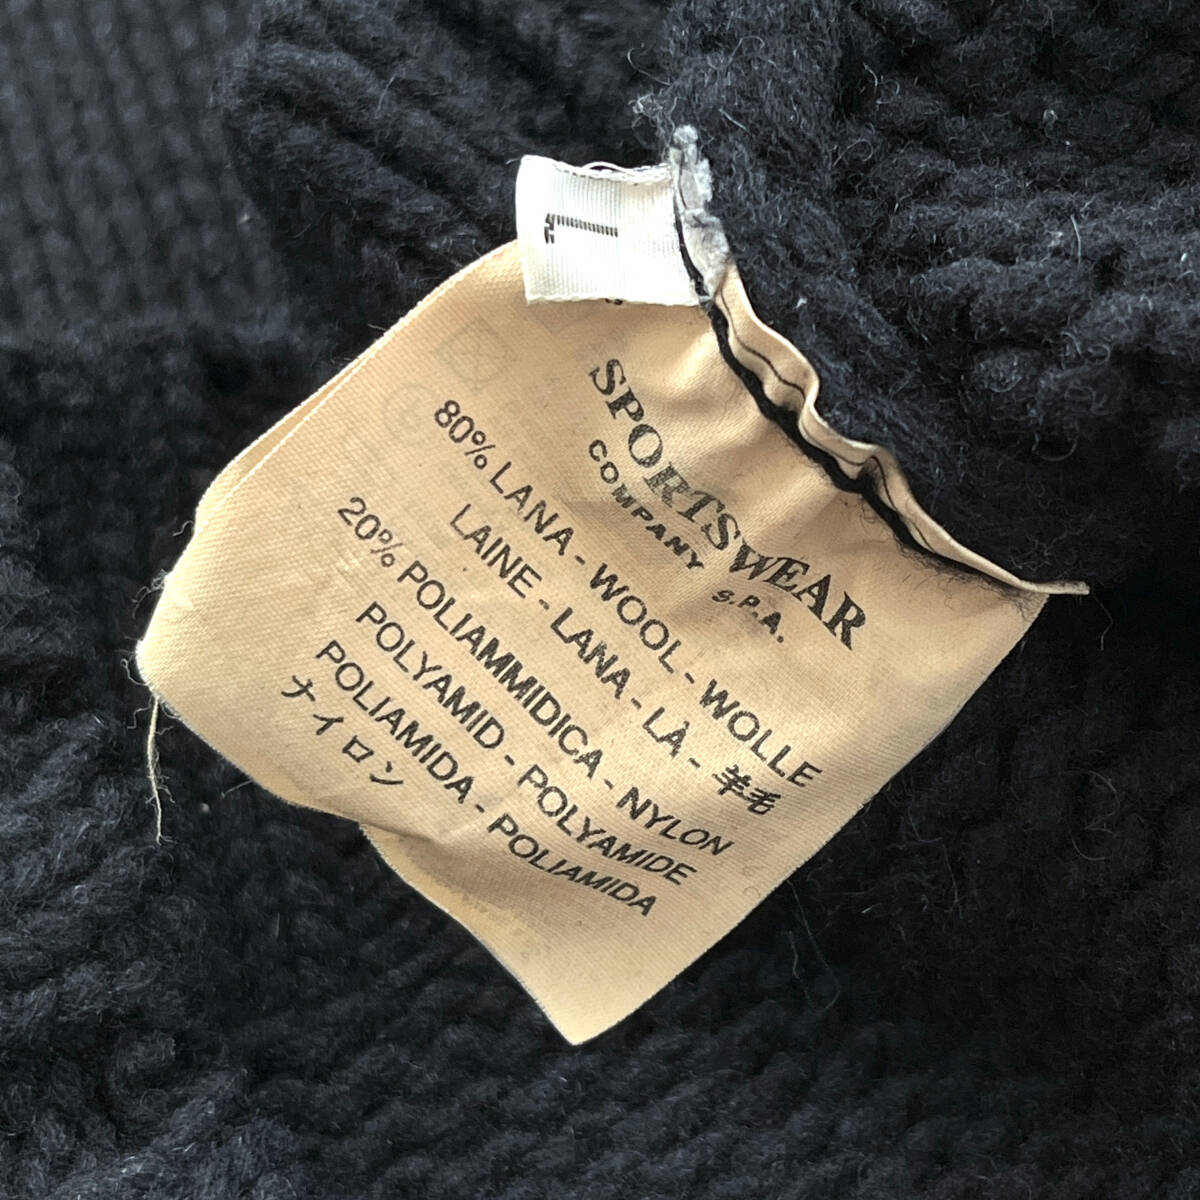 L
SPORTSWEAR
COMPANY S.P.A.
80% LANA - WOOL - WOLLE
LAINE - LANA - LÀ - 羊毛
20% POLIAMMIDICA - NYLON
POLYAMID - POLYAMIDE
POLIAMIDA - POLIAMIDA
ナイロン